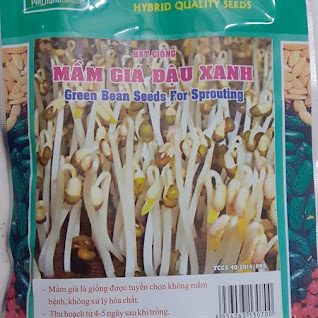 HYBRID QUALITY SEEDS
HẠT GIỐNG
MẦM GIÁ ĐẬU XANH
Green Bean Seeds For Sprouting
- Mầm giá là giống được tuyển chọn không mầm
bệnh, không xử lý hóa chất.
- Thu hoạch từ 4-5 ngày sau khi trồng.